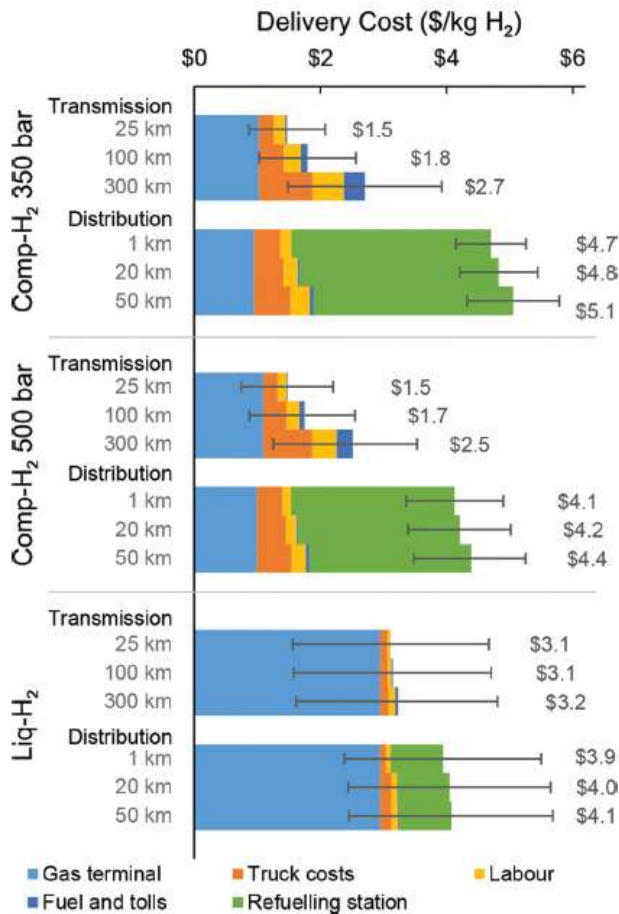 Delivery Cost ($/kg H₂)
$0 $2 $4 $6
Comp-H₂ 350 bar
Transmission
25 km $1.5
100 km $1.8
300 km $2.7
Distribution
1 km $4.7
20 km $4.8
50 km $5.1
Comp-H₂ 500 bar
Transmission
25 km $1.5
100 km $1.7
300 km $2.5
Distribution
1 km $4.1
20 km $4.2
50 km $4.4
Liq-H₂
Transmission
25 km $3.1
100 km $3.1
300 km $3.2
Distribution
1 km $3.9
20 km $4.0
50 km $4.1
Gas terminal Truck costs Labour
Fuel and tolls Refuelling station